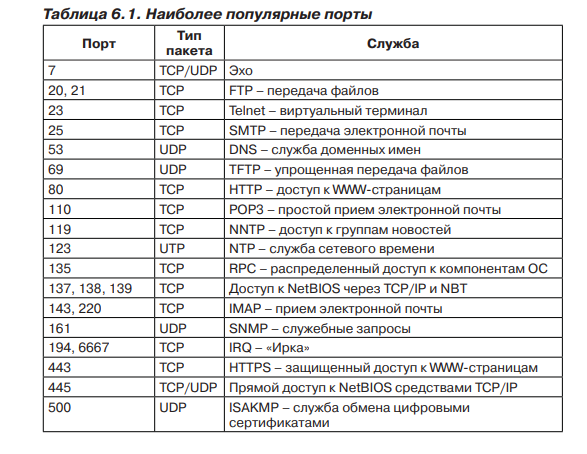 Таблица 6.1. Наиболее популярные порты
Порт Тип пакета Служба
7 TCP/UDP Эхо
20, 21 TCP FTP – передача файлов
23 TCP Telnet – виртуальный терминал
25 TCP SMTP – передача электронной почты
53 UDP DNS – служба доменных имен
69 UDP TFTP – упрощенная передача файлов
80 TCP HTTP – доступ к WWW-страницам
110 TCP POP3 – простой прием электронной почты
119 TCP NNTP – доступ к группам новостей
123 UTP NTP – служба сетевого времени
135 TCP RPC – распределенный доступ к компонентам ОС
137, 138, 139 TCP Доступ к NetBIOS через TCP/IP и NBT
143, 220 TCP IMAP – прием электронной почты
161 UDP SNMP – служебные запросы
194, 6667 TCP IRQ – «Ирка»
443 TCP HTTPS – защищенный доступ к WWW-страницам
445 TCP/UDP Прямой доступ к NetBIOS средствами TCP/IP
500 UDP ISAKMP – служба обмена цифровыми
сертификатами